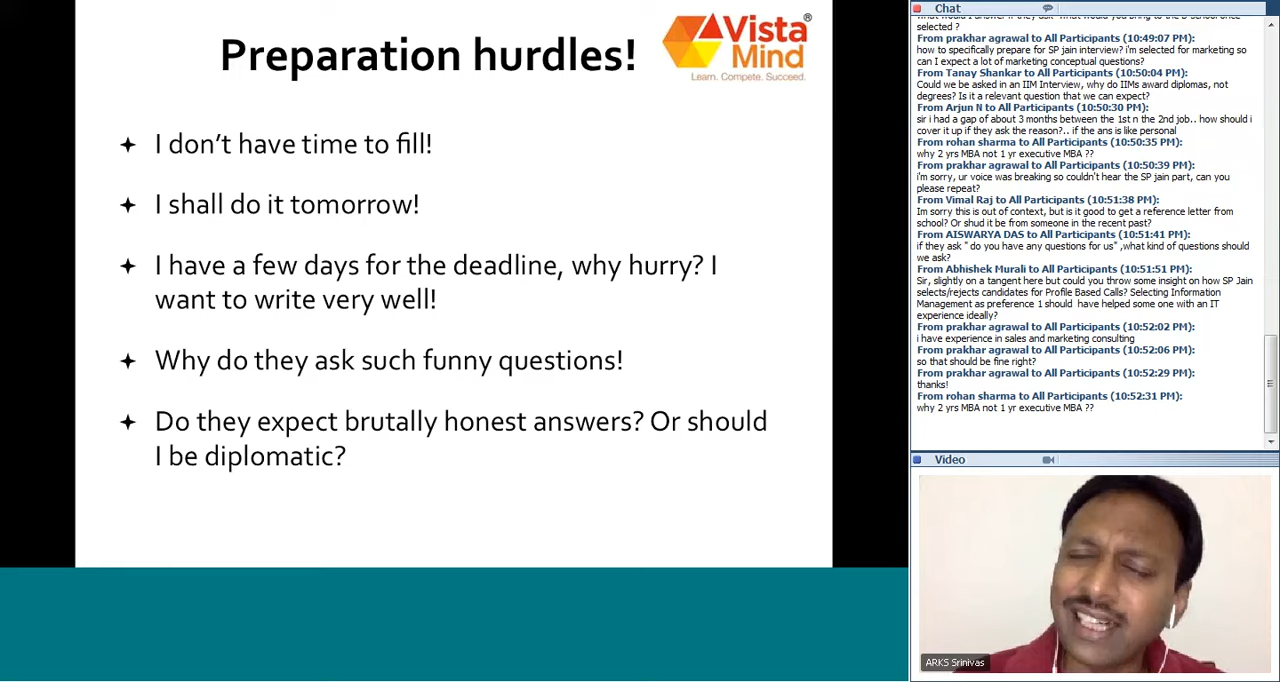 Preparation hurdles!
Vista
Mind
®
Learn. Compete. Succeed.
✦ I don't have time to fill!
✦ I shall do it tomorrow!
✦ I have a few days for the deadline, why hurry? I
want to write very well!
✦ Why do they ask such funny questions!
✦ Do they expect brutally honest answers? Or should
I be diplomatic?
Chat
selected ?
From prakhar agrawal to All Participants (10:49:07 PM):
how to specifically prepare for SP jain interview? i'm selected for marketing so
can I expect a lot of marketing conceptual questions?
From Tanay Shankar to All Participants (10:50:04 PM):
Could we be asked in an IIM Interview, why do IIMs award diplomas, not
degrees? Is it a relevant question that we can expect?
From Arjun N to All Participants (10:50:30 PM):
sir i had a gap of about 3 months between the 1st n the 2nd job.. how should i
cover it up if they ask the reason?.. if the ans is like personal
From rohan sharma to All Participants (10:50:35 PM):
why 2 yrs MBA not 1 yr executive MBA ??
From prakhar agrawal to All Participants (10:50:39 PM):
i'm sorry, ur voice was breaking so couldn't hear the SP jain part, can you
please repeat?
From Vimal Raj to All Participants (10:51:38 PM):
Im sorry this is out of context, but is it good to get a reference letter from
school? Or shud it be from someone in the recent past?
From AISWARYA DAS to All Participants (10:51:41 PM):
if they ask " do you have any questions for us" ,what kind of questions should
we ask?
From Abhishek Murali to All Participants (10:51:51 PM):
Sir, slightly on a tangent here but could you throw some insight on how SP Jain
selects/rejects candidates for Profile Based Calls? Selecting Information
Management as preference 1 should  have helped some one with an IT
experience ideally?
From prakhar agrawal to All Participants (10:52:02 PM):
i have experience in sales and marketing consulting
From prakhar agrawal to All Participants (10:52:06 PM):
so that should be fine right?
From prakhar agrawal to All Participants (10:52:29 PM):
thanks!
From rohan sharma to All Participants (10:52:31 PM):
why 2 yrs MBA not 1 yr executive MBA ??
Video
ARKS Srinivas